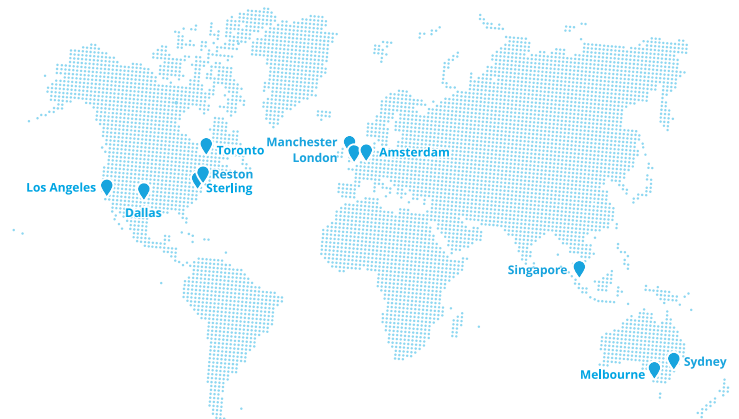 Manchester
Toronto
Amsterdam
London
Reston
Los Angeles
Sterling
Dallas
Singapore
Sydney
Melbourne